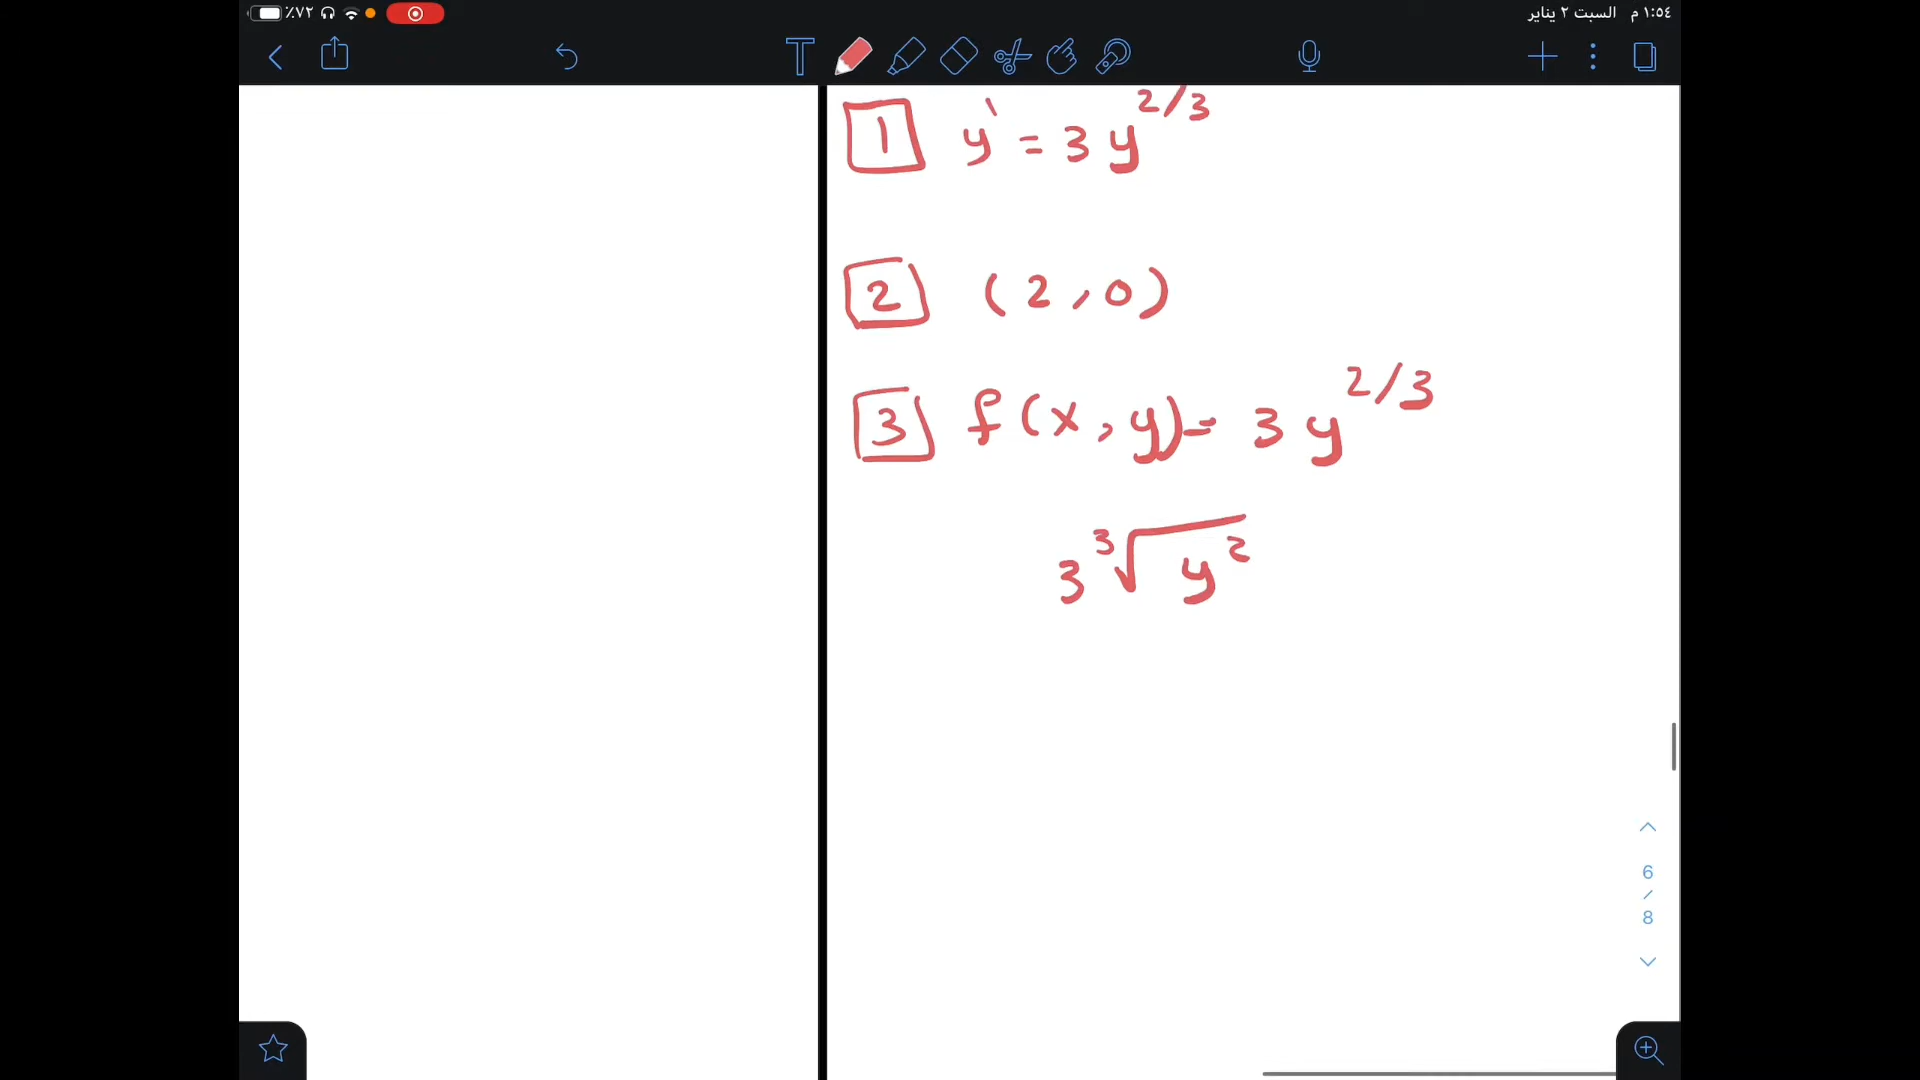 ٪٧٢
١:٥٤ م السبت ٢ يناير
T
1 y' = 3 y^{2/3}
2 (2, 0)
3 f(x, y) = 3 y^{2/3}
3 ∛y²
6
/
8